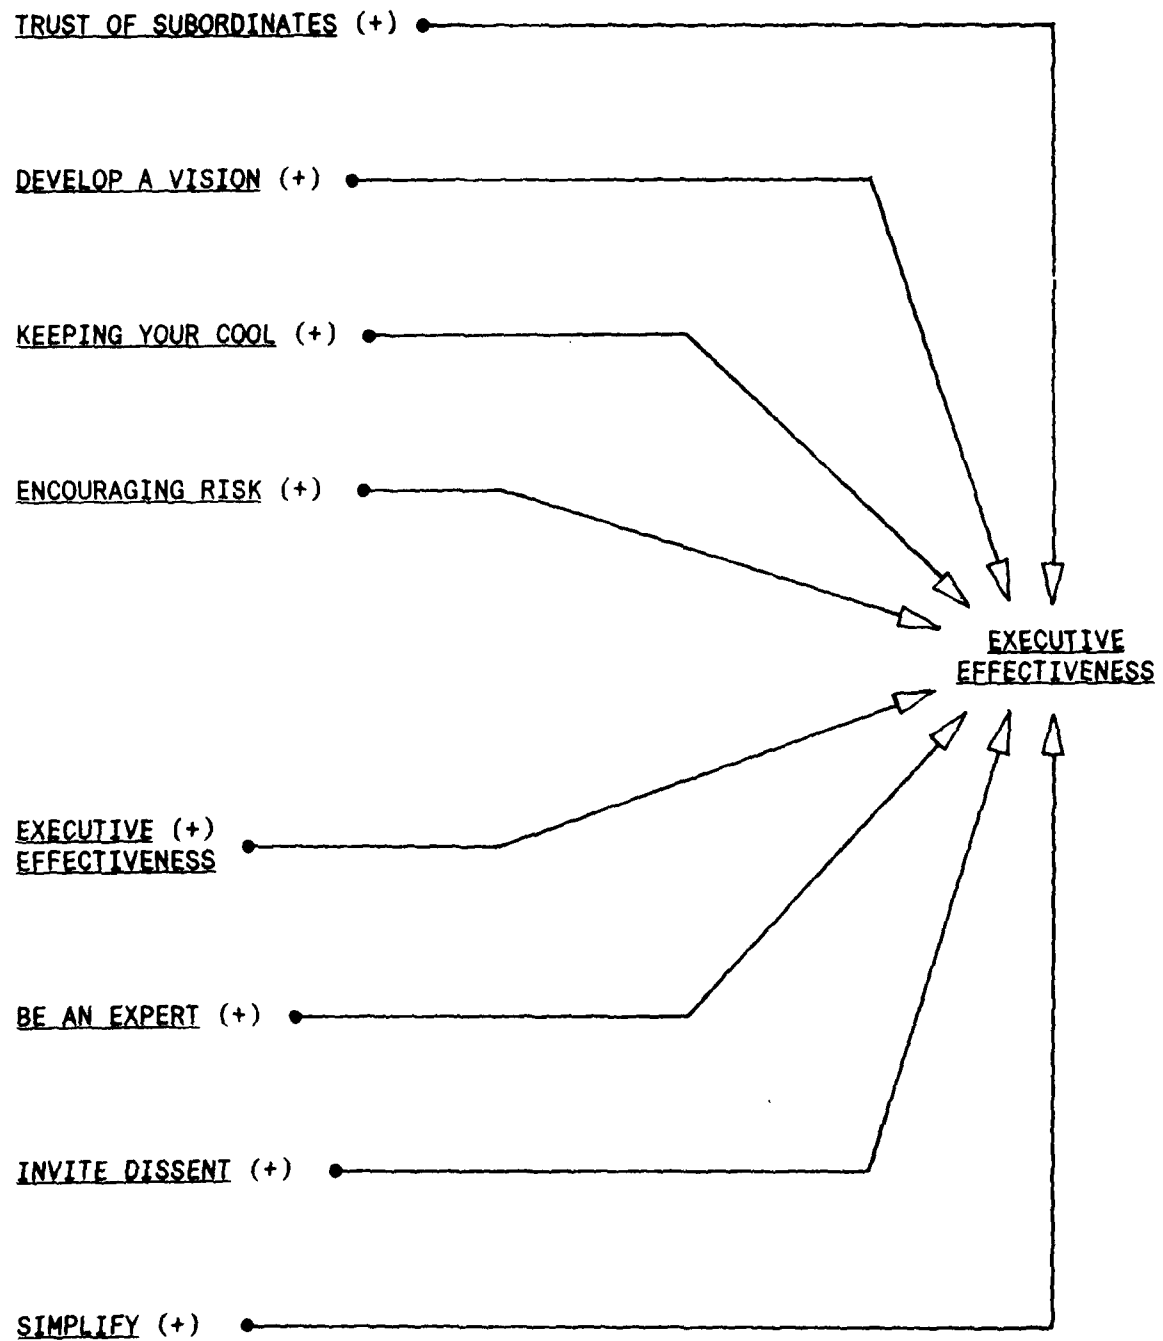 TRUST OF SUBORDINATES (+)
DEVELOP A VISION (+)
KEEPING YOUR COOL (+)
ENCOURAGING RISK (+)
EXECUTIVE
EFFECTIVENESS
EXECUTIVE (+)
EFFECTIVENESS
BE AN EXPERT (+)
INVITE DISSENT (+)
SIMPLIFY (+)